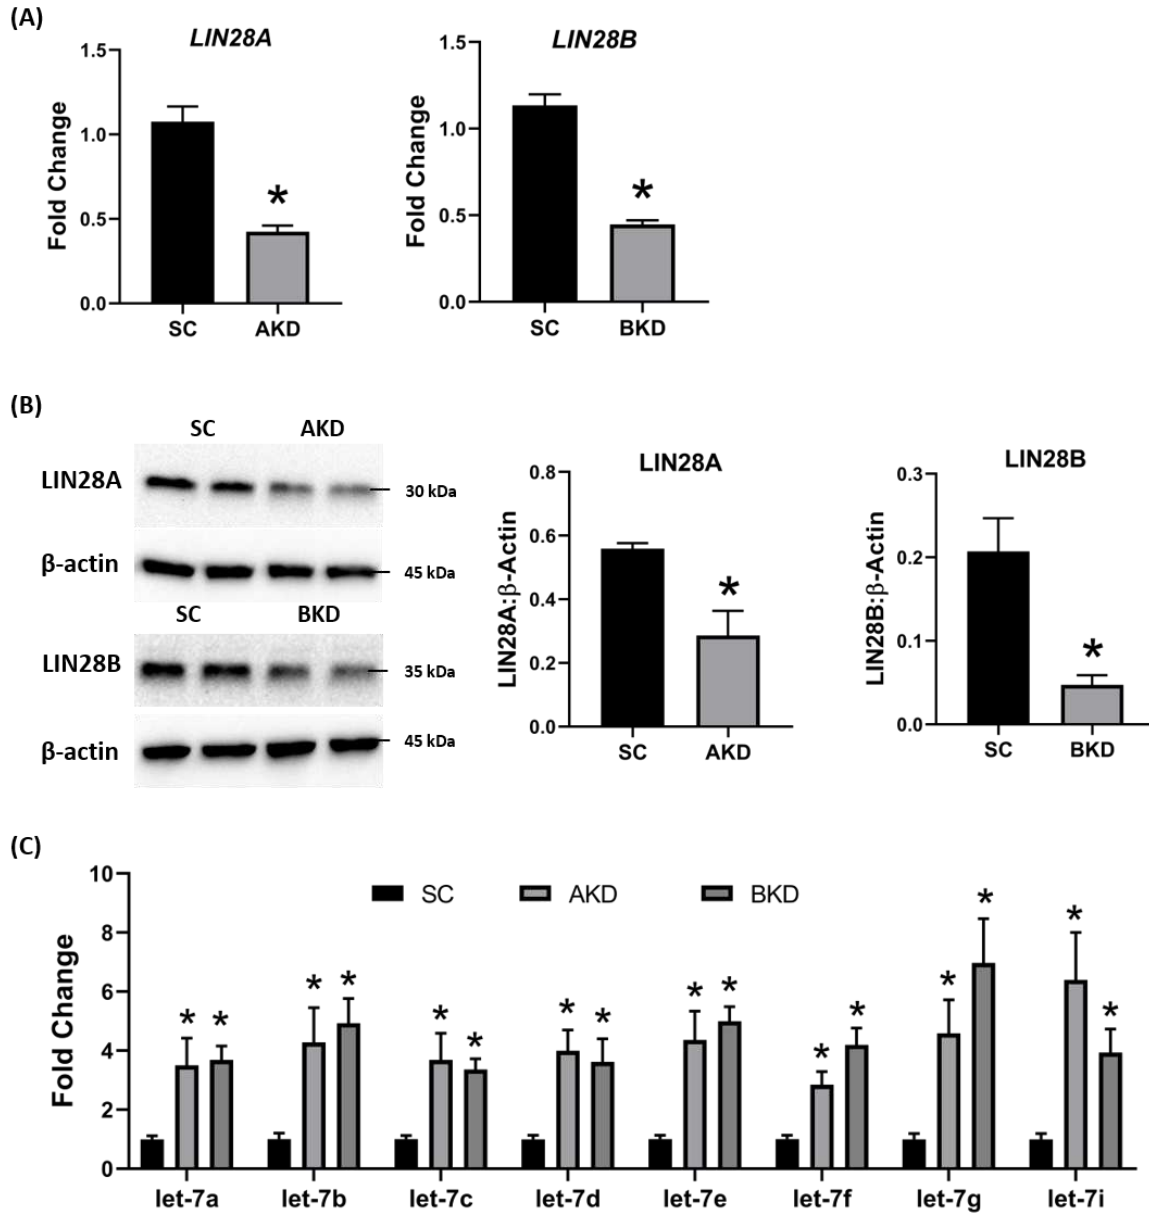 (A)
LIN28A
LIN28B
Fold Change
1.5
1.0
0.5
0.0
SC
AKD
*
Fold Change
1.5
1.0
0.5
0.0
SC
BKD
*
(B)
SC AKD
LIN28A
30 kDa
β-actin
45 kDa
SC BKD
LIN28B
35 kDa
β-actin
45 kDa
LIN28A
LIN28A:β-Actin
0.8
0.6
0.4
0.2
0.0
SC
AKD
*
LIN28B
LIN28B:β-Actin
0.3
0.2
0.1
0.0
SC
BKD
*
(C)
Fold Change
10
8
6
4
2
0
SC AKD BKD
* * * * * * * * * * * * * * * *
let-7a let-7b let-7c let-7d let-7e let-7f let-7g let-7i